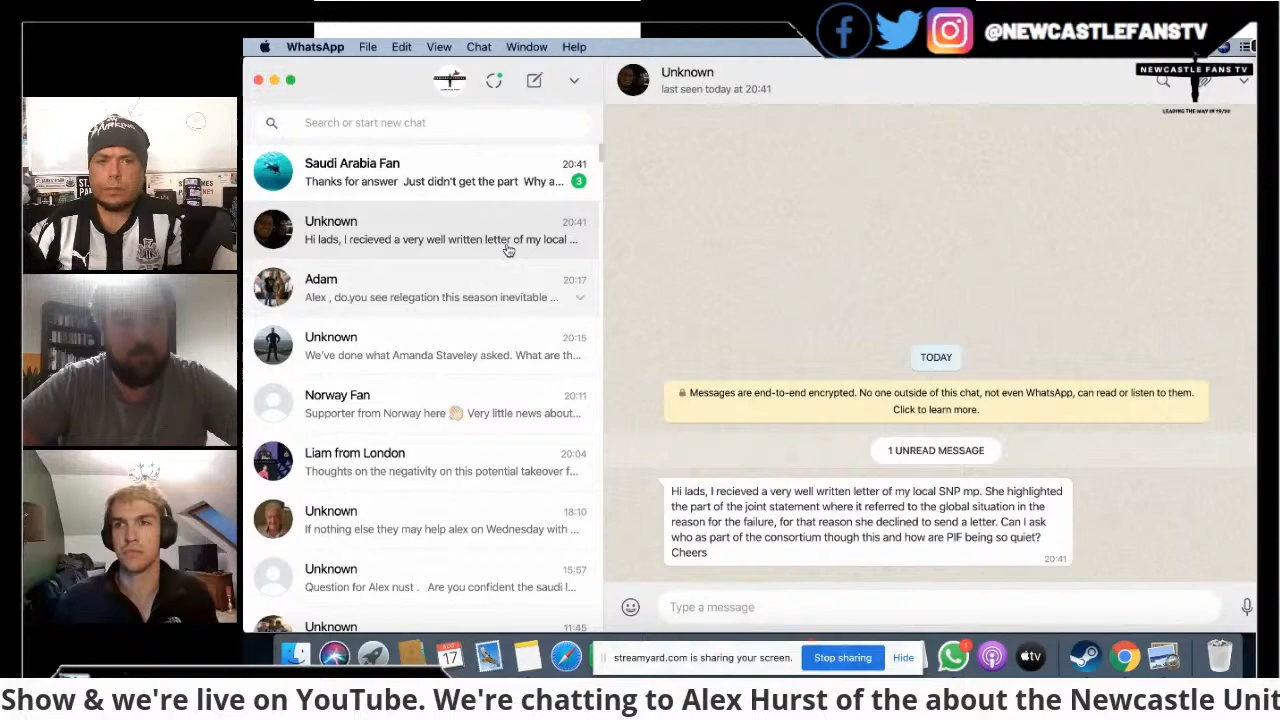 @NEWCASTLEFANSTV
NEWCASTLE FANS TV
LEADING THE WAY IN 19/20
WhatsApp File Edit View Chat Window Help
Search or start new chat
Saudi Arabia Fan 20:41
Thanks for answer Just didn't get the part Why a... 3
Unknown 20:41
Hi lads, I recieved a very well written letter of my local ...
Adam 20:17
Alex , do.you see relegation this season inevitable ...
Unknown 20:15
We've done what Amanda Staveley asked. What are th...
Norway Fan 20:11
Supporter from Norway here 👏🏻 Very little news about...
Liam from London 20:04
Thoughts on the negativity on this potential takeover f...
Unknown 18:10
If nothing else they may help alex on Wednesday with ...
Unknown 15:57
Question for Alex nust . Are you confident the saudi l...
Unknown 11:45
Unknown
last seen today at 20:41
TODAY
Messages are end-to-end encrypted. No one outside of this chat, not even WhatsApp, can read or listen to them.
Click to learn more.
1 UNREAD MESSAGE
Hi lads, I recieved a very well written letter of my local SNP mp. She highlighted
the part of the joint statement where it referred to the global situation in the
reason for the failure, for that reason she declined to send a letter. Can I ask
who as part of the consortium though this and how are PIF being so quiet?
Cheers
20:41
Type a message
17
streamyard.com is sharing your screen. Stop sharing Hide
tv
Show & we're live on YouTube. We're chatting to Alex Hurst of the about the Newcastle Unit